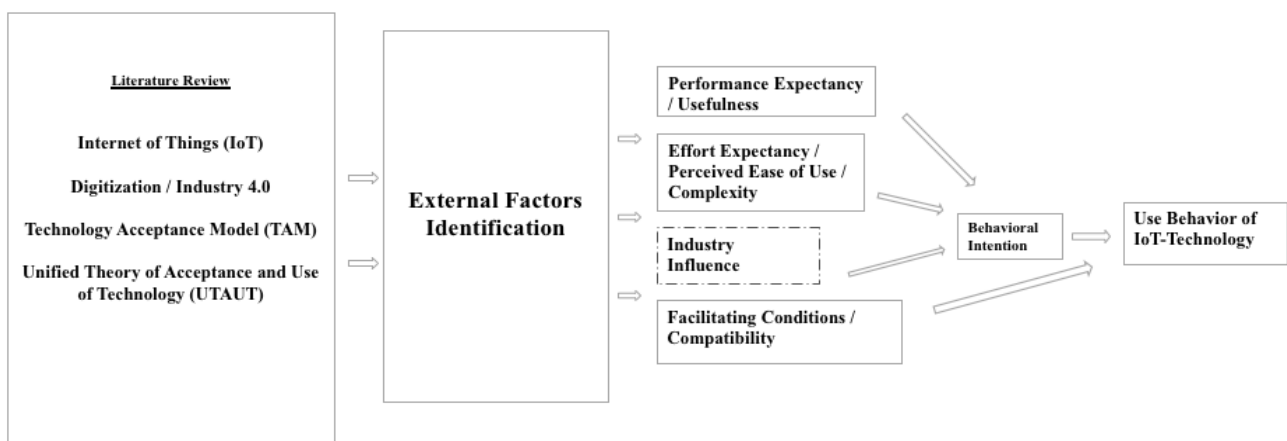 Literature Review
Internet of Things (IoT)
Digitization / Industry 4.0
Technology Acceptance Model (TAM)
Unified Theory of Acceptance and Use
of Technology (UTAUT)
External Factors
Identification
Performance Expectancy
/ Usefulness
Effort Expectancy /
Perceived Ease of Use /
Complexity
Industry
Influence
Facilitating Conditions /
Compatibility
Behavioral
Intention
Use Behavior of
IoT-Technology